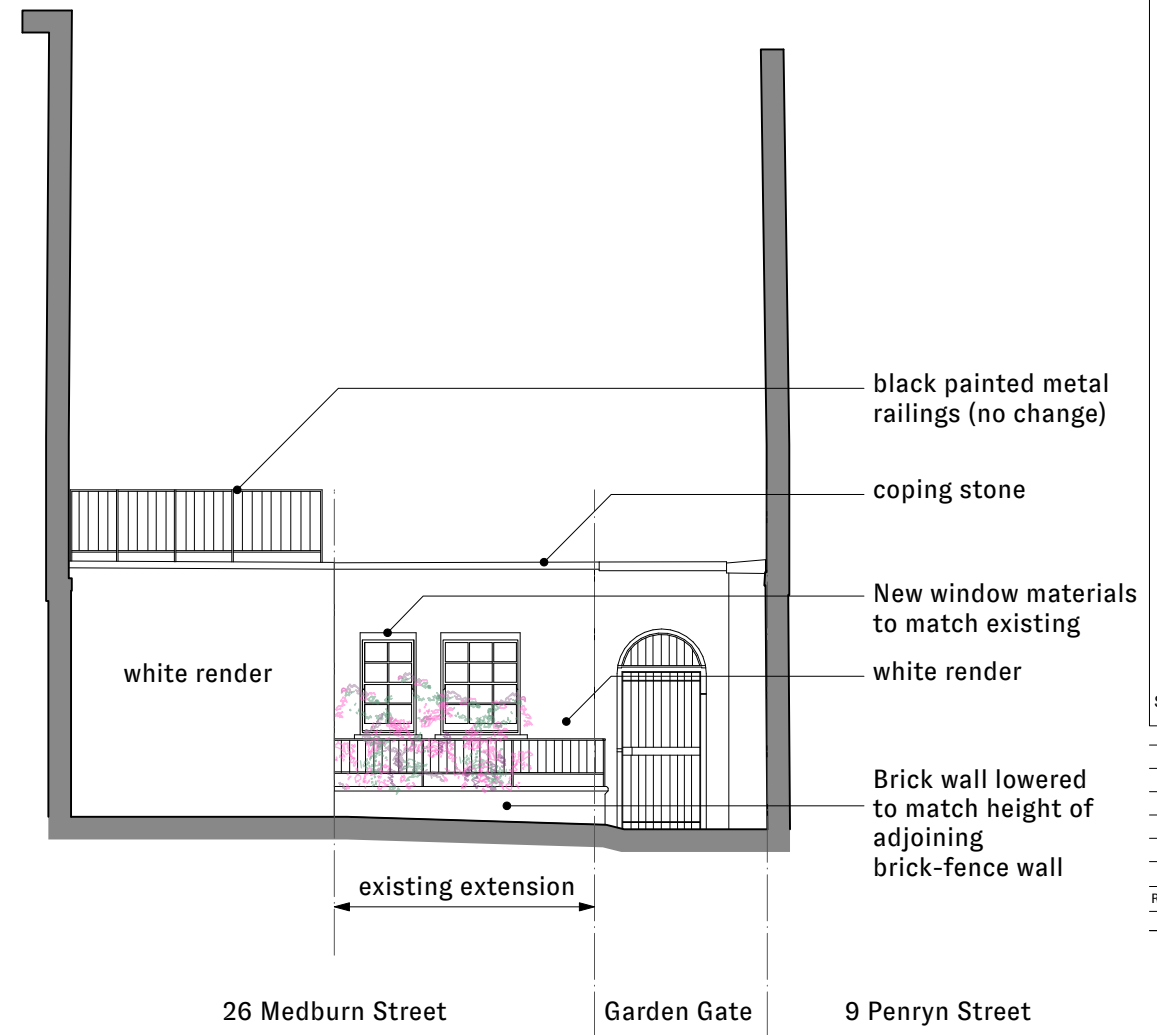 black painted metal
railings (no change)
coping stone
New window materials
to match existing
white render
white render
Brick wall lowered
to match height of
adjoining
brick-fence wall
existing extension
26 Medburn Street
Garden Gate
9 Penryn Street